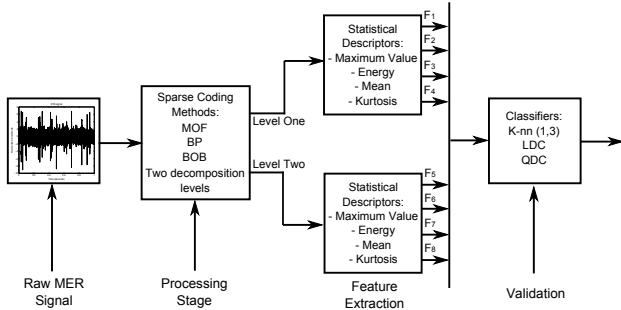 Sparse Coding
Methods:
MOF
BP
BOB
Two decomposition
levels
Level One
Level Two
Statistical
Descriptors:
- Maximum Value
- Energy
- Mean
- Kurtosis
F1
F2
F3
F4
Statistical
Descriptors:
- Maximum Value
- Energy
- Mean
- Kurtosis
F5
F6
F7
F8
Classifiers:
K-nn (1,3)
LDC
QDC
Raw MER
Signal
Processing
Stage
Feature
Extraction
Validation